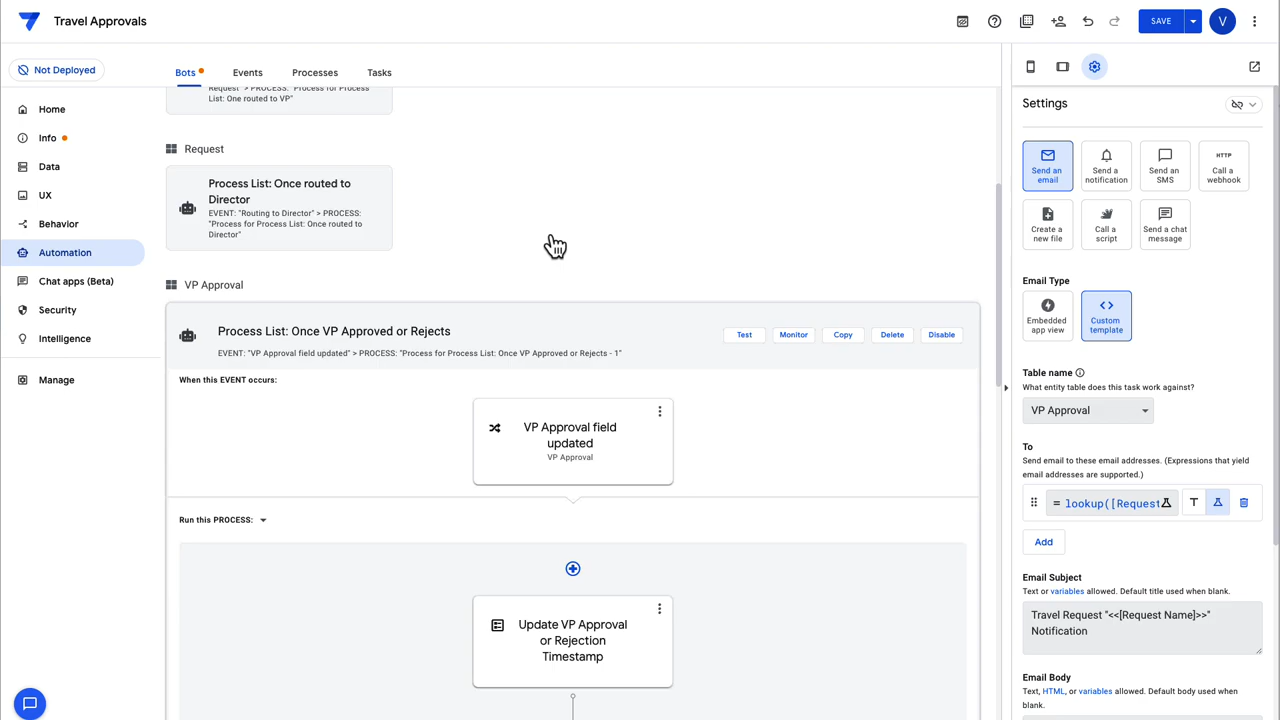 Travel Approvals
SAVE
V
Not Deployed
Bots
Events
Processes
Tasks
Home
Info
Data
UX
Behavior
Automation
Chat apps (Beta)
Security
Intelligence
Manage
Request" > PROCESS: "Process for Process
List: One routed to VP"
Request
Process List: Once routed to
Director
EVENT: "Routing to Director" > PROCESS:
"Process for Process List: Once routed to
Director"
VP Approval
Process List: Once VP Approved or Rejects
EVENT: "VP Approval field updated" > PROCESS: "Process for Process List: Once VP Approved or Rejects - 1"
Test
Monitor
Copy
Delete
Disable
When this EVENT occurs:
VP Approval field
updated
VP Approval
Run this PROCESS:
Update VP Approval
or Rejection
Timestamp
Settings
Send an
email
Send a
notification
Send an
SMS
HTTP
Call a
webhook
Create a
new file
Call a
script
Send a chat
message
Email Type
Embedded
app view
Custom
template
Table name
What entity table does this task work against?
VP Approval
To
Send email to these email addresses. (Expressions that yield
email addresses are supported.)
= lookup([Request
T
Add
Email Subject
Text or variables allowed. Default title used when blank.
Travel Request "<<[Request Name]>>"
Notification
Email Body
Text, HTML, or variables allowed. Default body used when
blank.